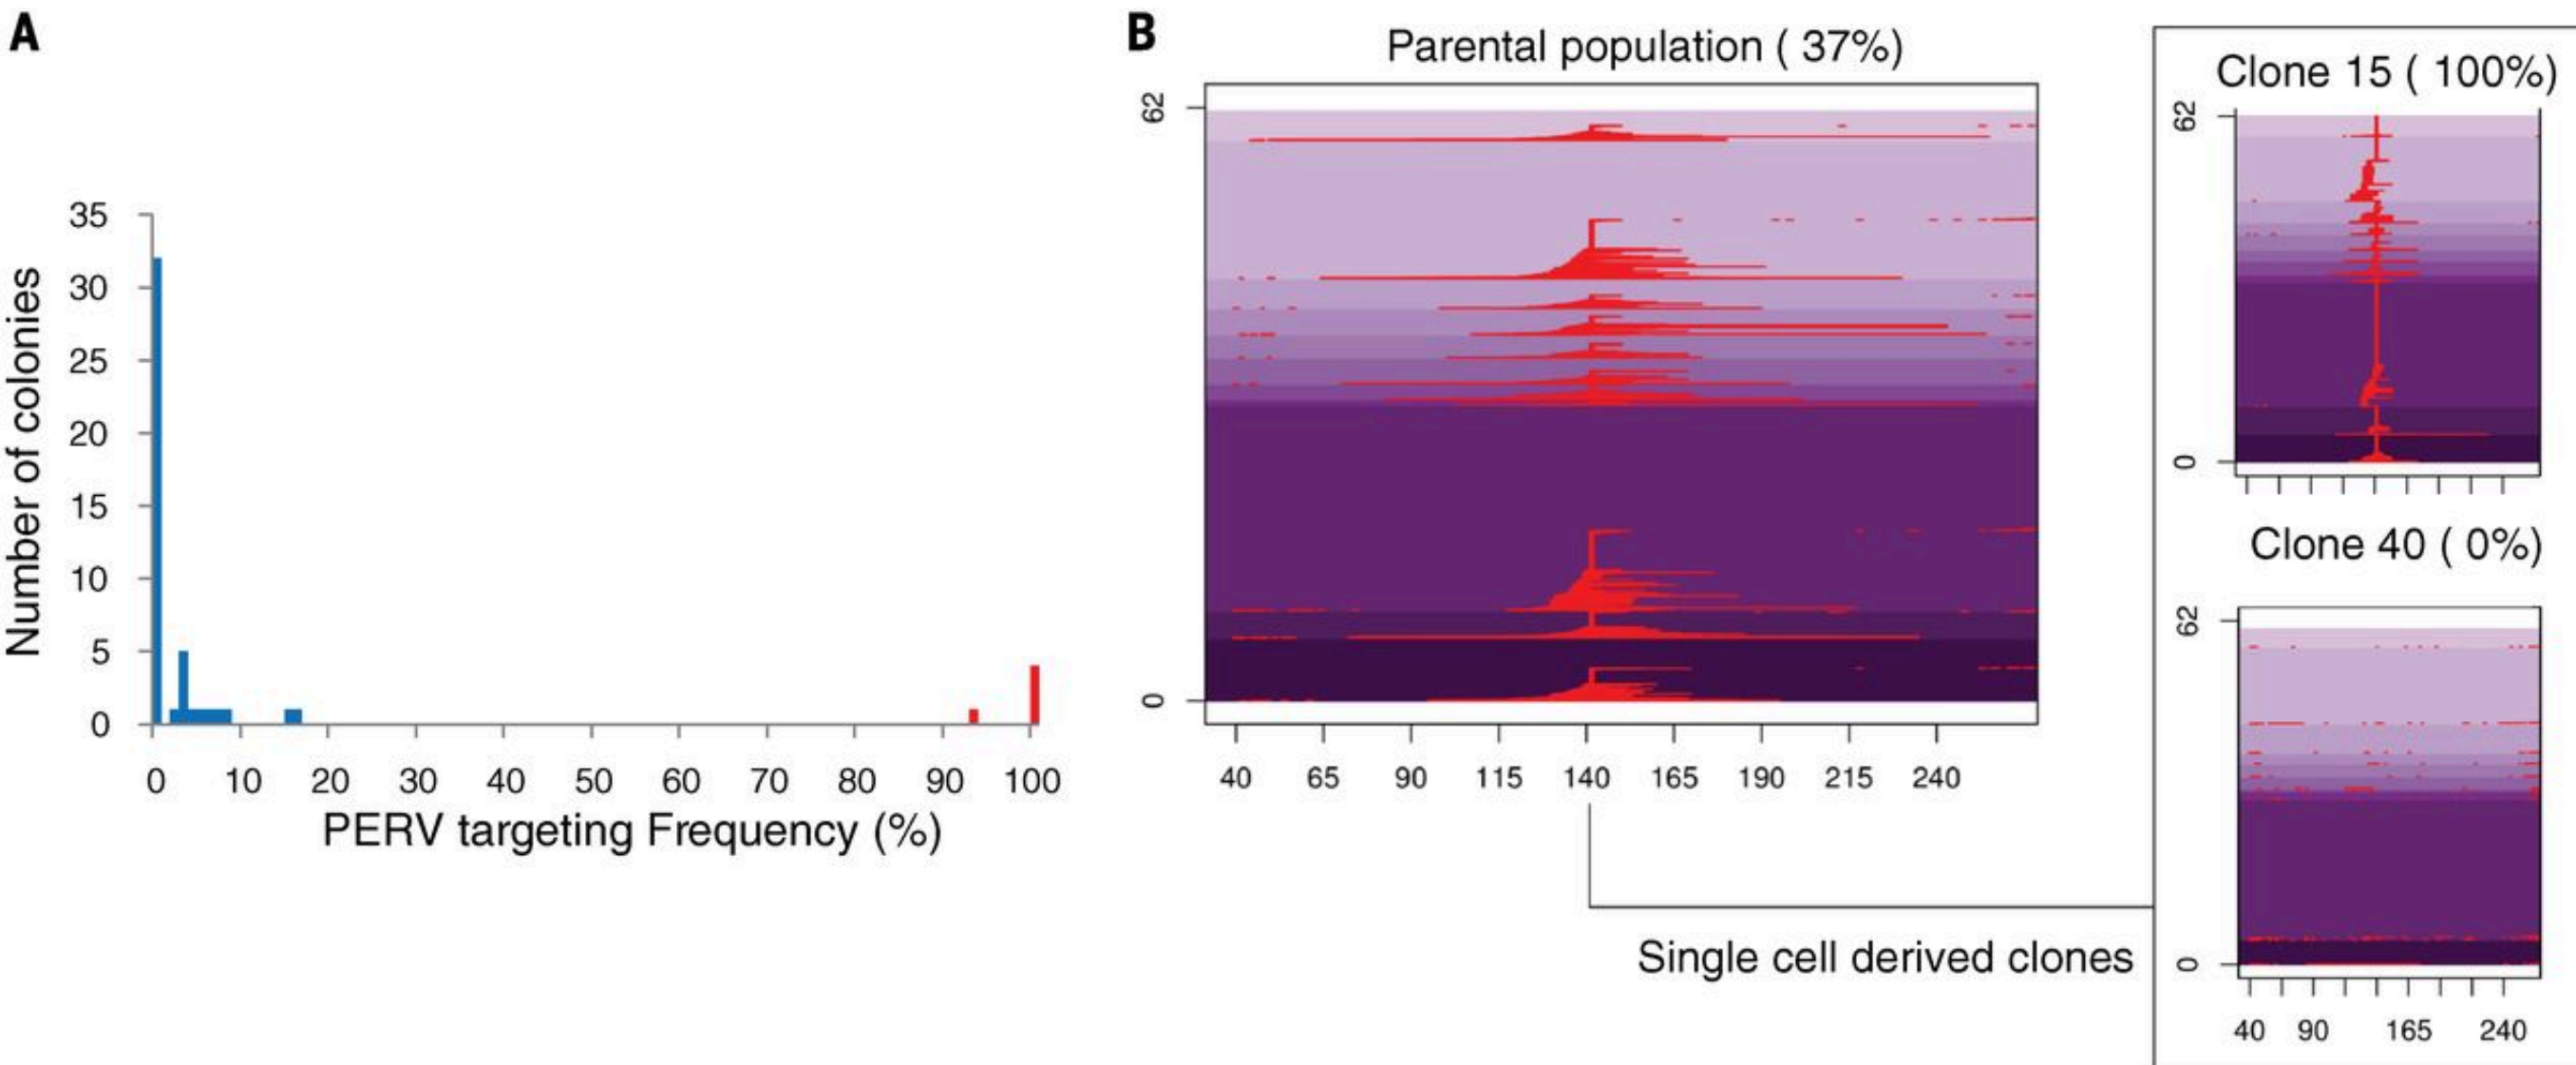 A
Number of colonies
35
30
25
20
15
10
5
0
0 10 20 30 40 50 60 70 80 90 100
PERV targeting Frequency (%)
B
Parental population ( 37%)
62
0
40 65 90 115 140 165 190 215 240
Single cell derived clones
Clone 15 ( 100%)
62
0
Clone 40 ( 0%)
62
0
40 90 165 240